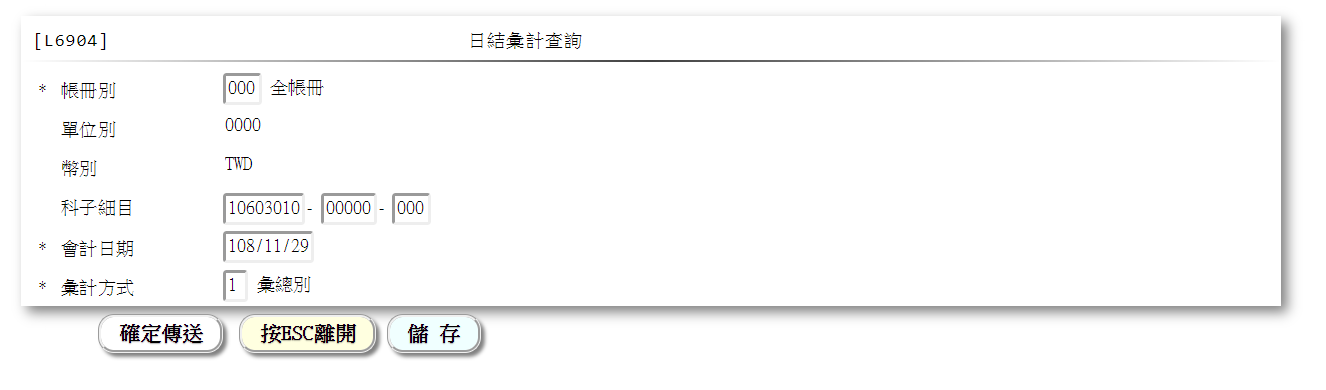 [L6904] 日結彙計查詢
* 帳冊別 000 全帳冊
單位別 0000
幣別 TWD
科子細目 10603010 - 00000 - 000
* 會計日期 108/11/29
* 彙計方式 1 彙總別
確定傳送 按ESC離開 儲 存